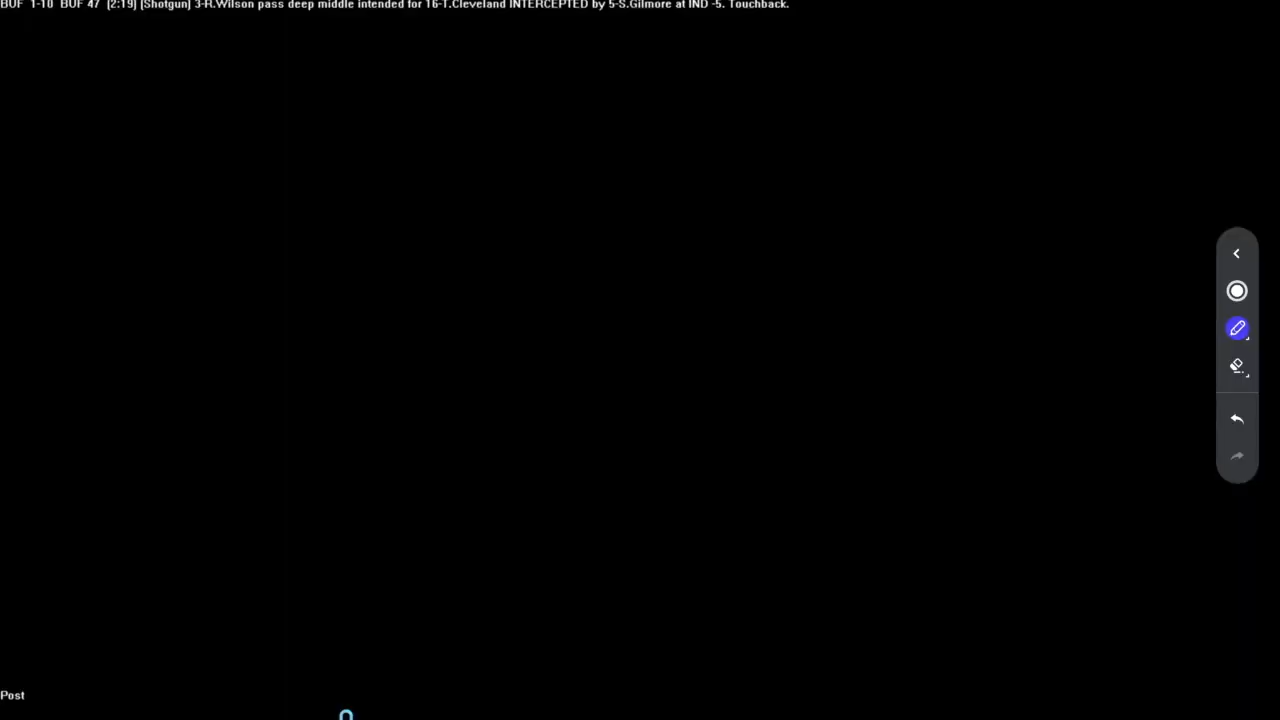 BUF 1-10 BUF 47 (2:19) (Shotgun) 3-R.Wilson pass deep middle intended for 16-T.Cleveland INTERCEPTED by 5-S.Gilmore at IND -5. Touchback.
Post